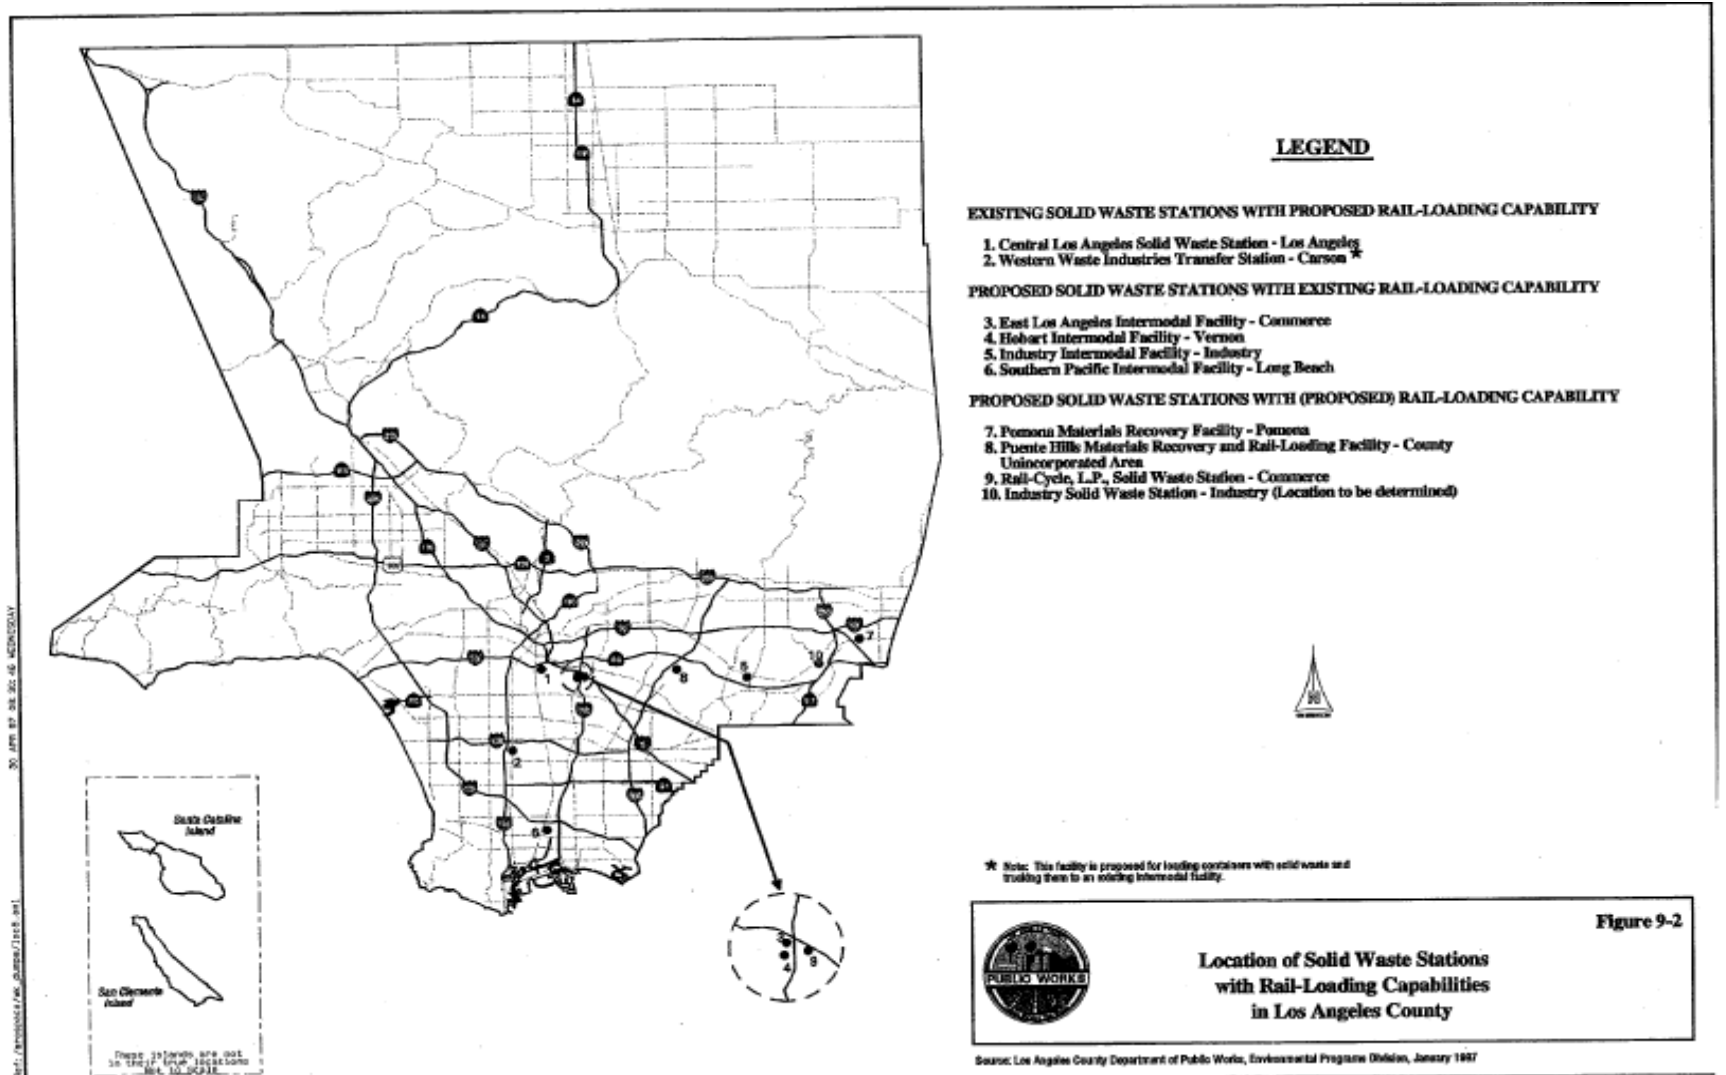 LEGEND
EXISTING SOLID WASTE STATIONS WITH PROPOSED RAIL-LOADING CAPABILITY
1. Central Los Angeles Solid Waste Station - Los Angeles
2. Western Waste Industries Transfer Station - Carson *
PROPOSED SOLID WASTE STATIONS WITH EXISTING RAIL-LOADING CAPABILITY
3. East Los Angeles Intermodal Facility - Commerce
4. Hobart Intermodal Facility - Vernon
5. Industry Intermodal Facility - Industry
6. Southern Pacific Intermodal Facility - Long Beach
PROPOSED SOLID WASTE STATIONS WITH (PROPOSED) RAIL-LOADING CAPABILITY
7. Pomona Materials Recovery Facility - Pomona
8. Puente Hills Materials Recovery and Rail-Loading Facility - County
Unincorporated Area
9. Rail-Cycle, L.P., Solid Waste Station - Commerce
10. Industry Solid Waste Station - Industry (Location to be determined)
7
10
1
8
2
4
9
N
Santa Catalina
Island
San Clemente
Island
These islands are not
in their true locations
Not to scale
* Note: This facility is proposed for loading containers with solid waste and
trucking them to an existing intermodal facility.
Figure 9-2
PUBLIC WORKS
Location of Solid Waste Stations
with Rail-Loading Capabilities
in Los Angeles County
Source: Los Angeles County Department of Public Works, Environmental Programs Division, January 1997